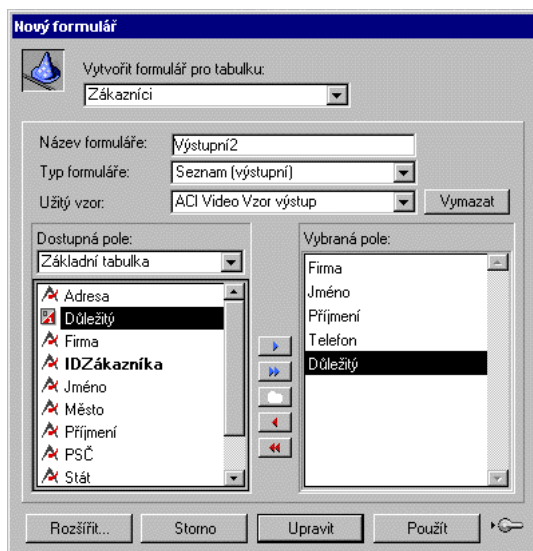 Nový formulář
Vytvořit formulář pro tabulku:
Zákazníci
Název formuláře:
Výstupní2
Typ formuláře:
Seznam (výstupní)
Užitý vzor:
ACI Video Vzor výstup
Vymazat
Dostupná pole:
Základní tabulka
Adresa
Důležitý
Firma
IDZákazníka
Jméno
Město
Příjmení
PSČ
Stát
Vybraná pole:
Firma
Jméno
Příjmení
Telefon
Důležitý
Rozšířit...
Storno
Upravit
Použít